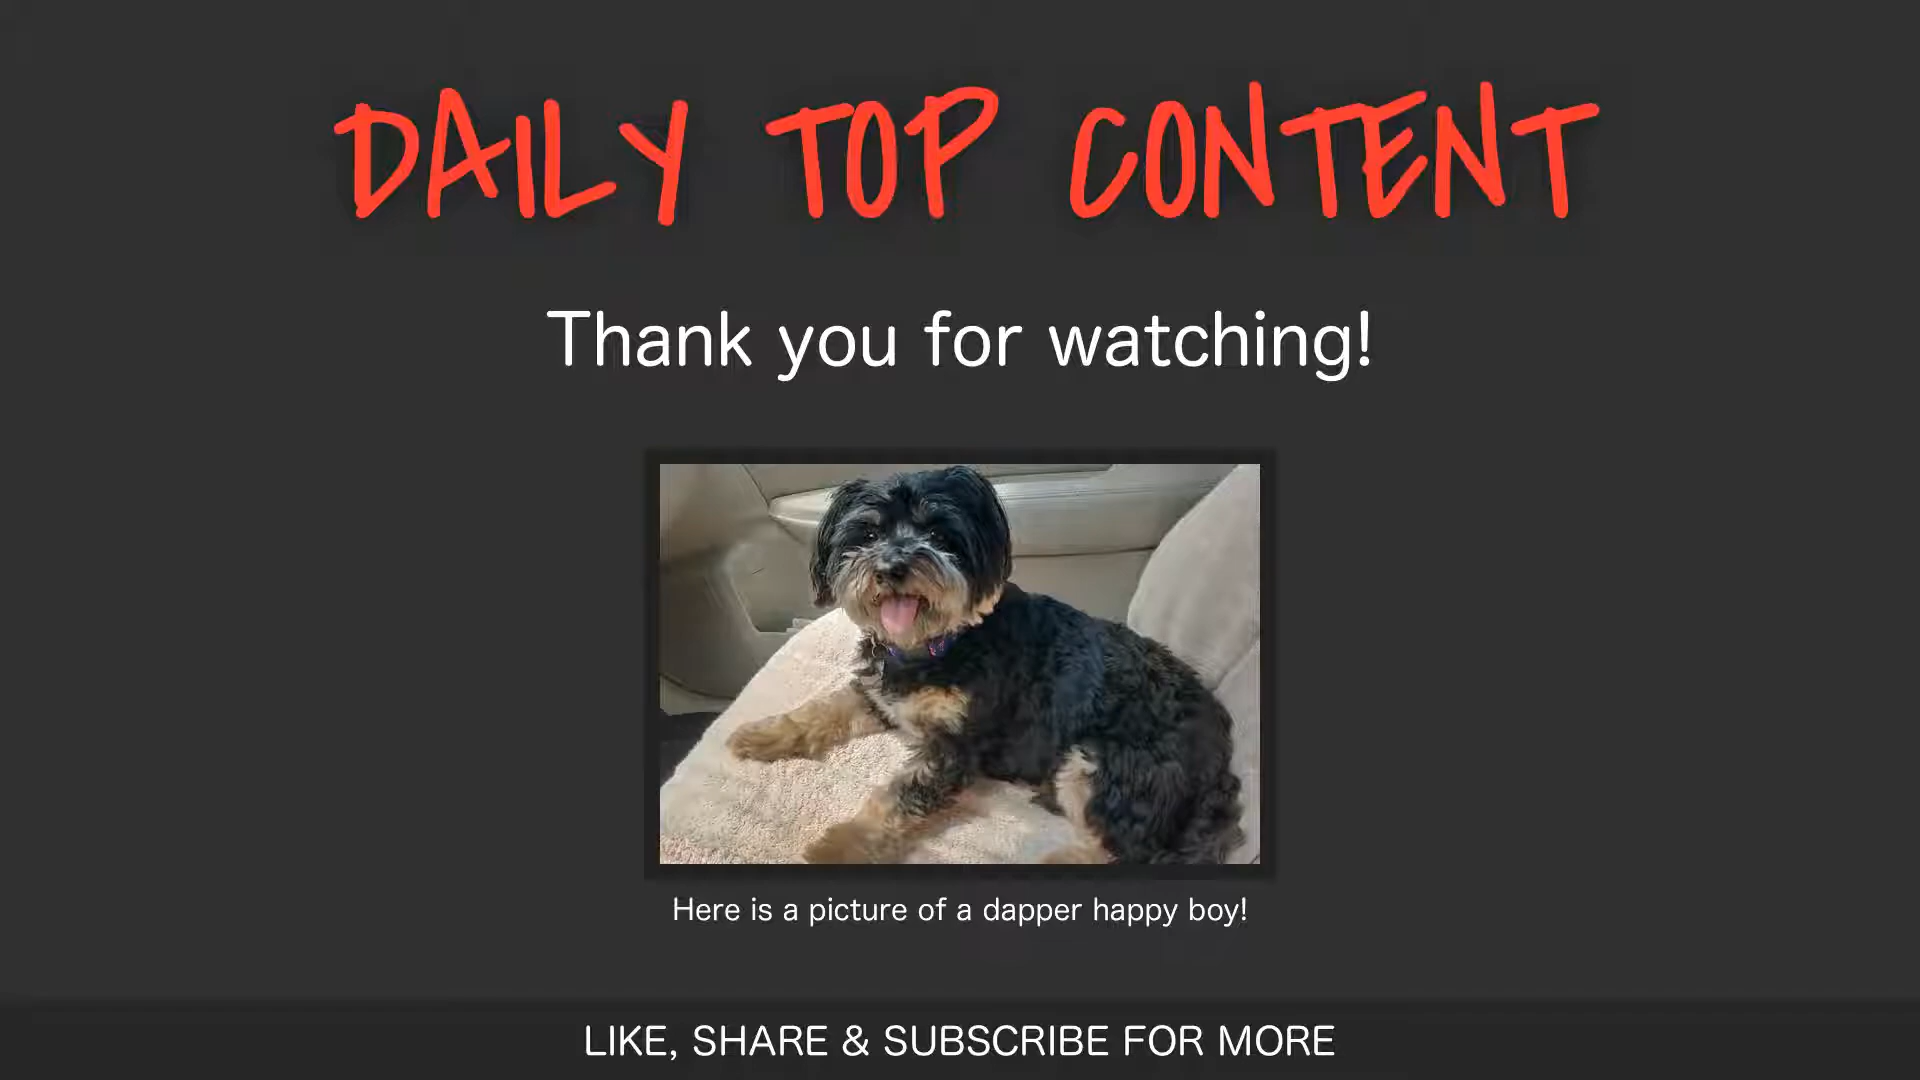 DAILY TOP CONTENT
Thank you for watching!
Here is a picture of a dapper happy boy!
LIKE, SHARE & SUBSCRIBE FOR MORE